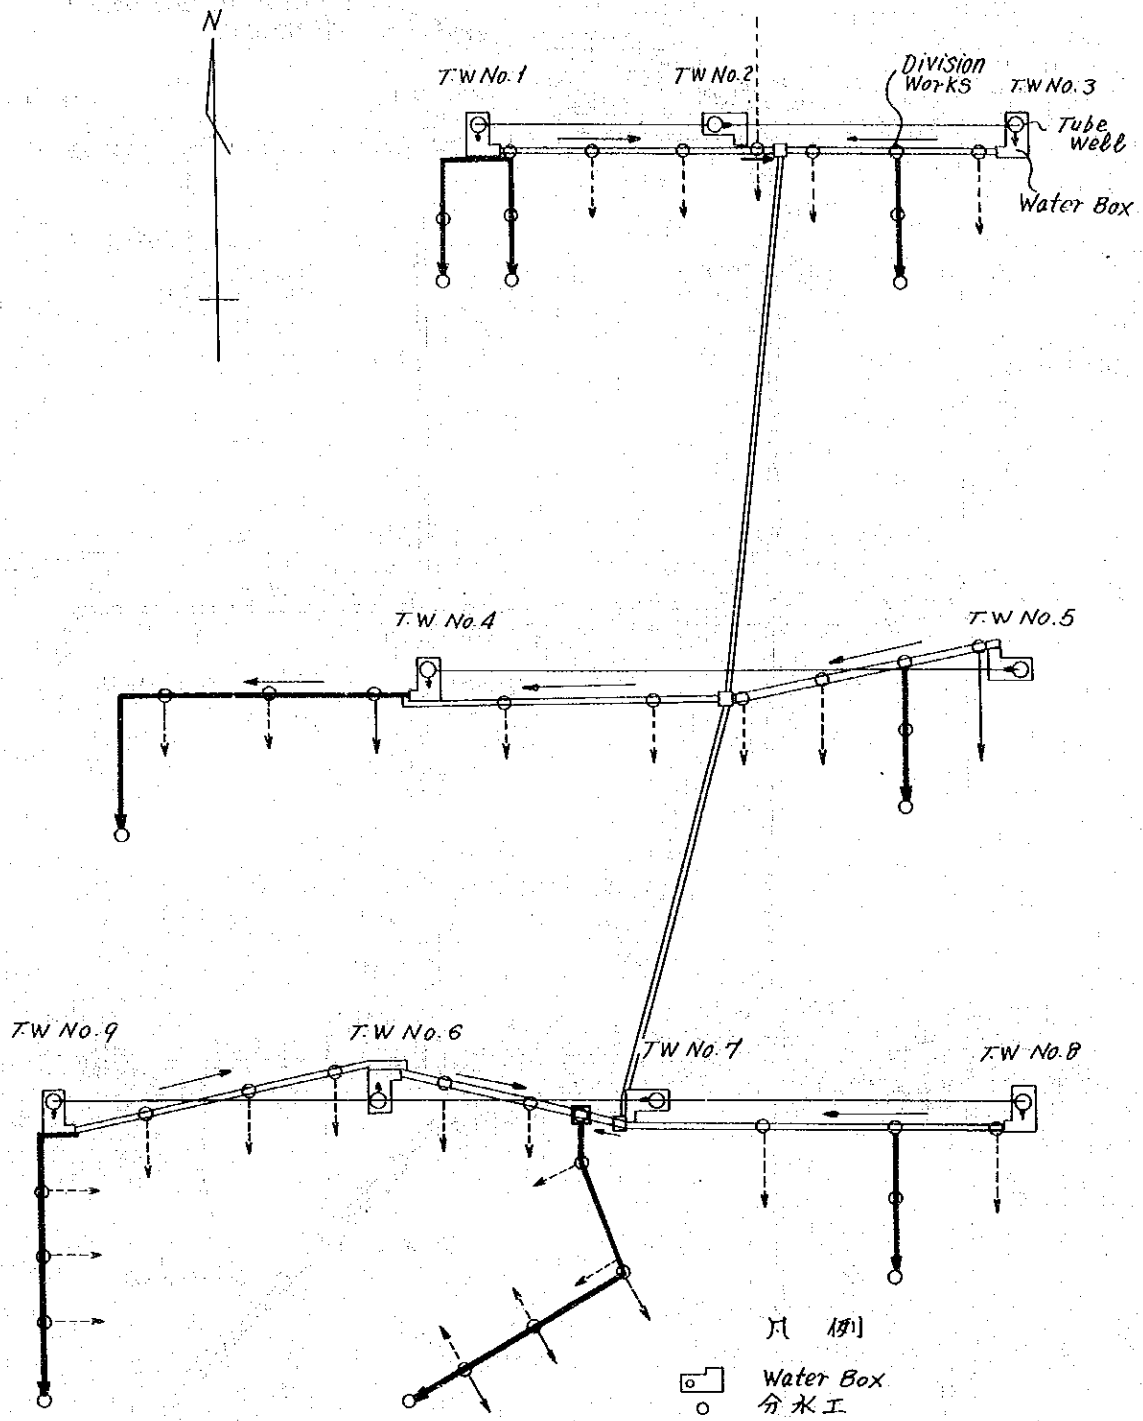 N
T.W No.1
T.W No.2
Division
Works
T.W No.3
Tube
Well
Water Box
T.W No.4
T.W No.5
T.W No.9
T.W No.6
T.W No.7
T.W No.8
凡 例
Water Box
分水工